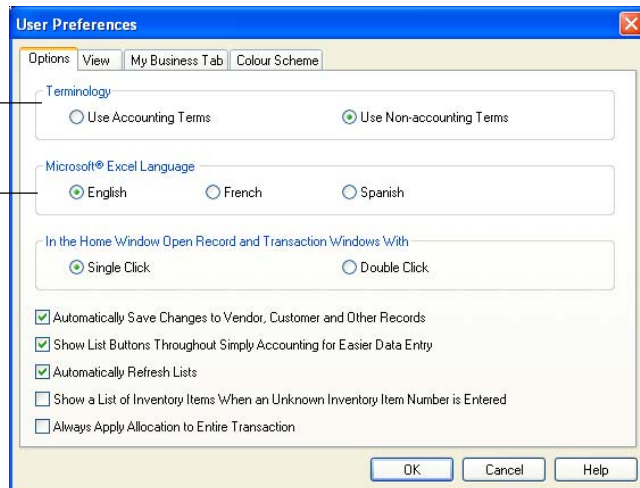 User Preferences
Options View My Business Tab Colour Scheme
Terminology
Use Accounting Terms Use Non-accounting Terms
Microsoft® Excel Language
English French Spanish
In the Home Window Open Record and Transaction Windows With
Single Click Double Click
Automatically Save Changes to Vendor, Customer and Other Records
Show List Buttons Throughout Simply Accounting for Easier Data Entry
Automatically Refresh Lists
Show a List of Inventory Items When an Unknown Inventory Item Number is Entered
Always Apply Allocation to Entire Transaction
OK Cancel Help